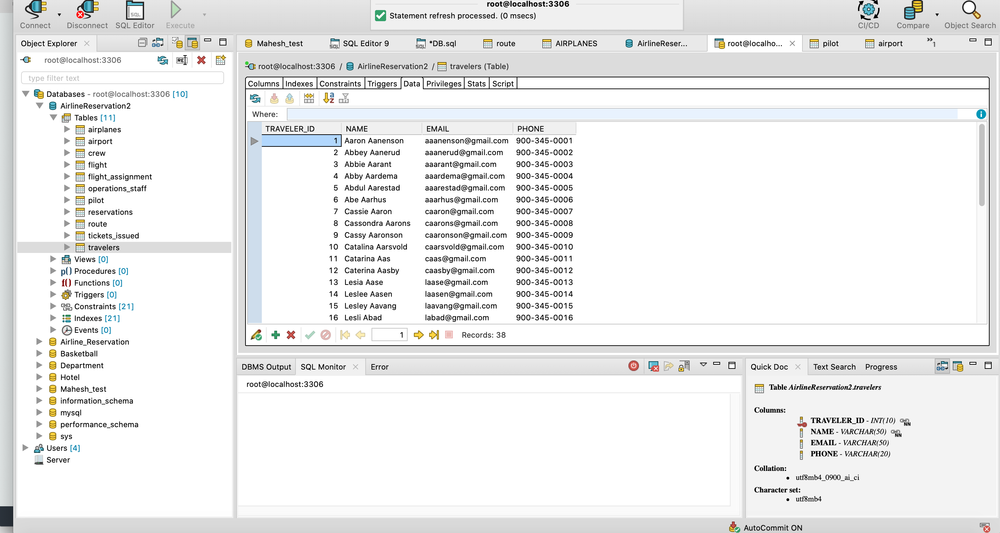 root@localhost:3306
Statement refresh processed. (0 msecs)
Connect
Disconnect
SQL
SQL Editor
Execute
CI/CD
Compare
Object Search
Object Explorer
Mahesh_test
SQL Editor 9
*DB.sql
route
AIRPLANES
AirlineReser...
root@localho...
pilot
airport
1
root@localhost:3306
type filter text
Databases - root@localhost:3306 [10]
AirlineReservation2
Tables [11]
airplanes
airport
crew
flight
flight_assignment
operations_staff
pilot
reservations
route
tickets_issued
travelers
Views [0]
p() Procedures [0]
f() Functions [0]
Triggers [0]
Constraints [21]
Indexes [21]
Events [0]
Airline_Reservation
Basketball
Department
Hotel
Mahesh_test
information_schema
mysql
performance_schema
sys
Users [4]
Server
root@localhost:3306 / AirlineReservation2 / travelers (Table)
Columns Indexes Constraints Triggers Data Privileges Stats Script
Where:
TRAVELER_ID NAME EMAIL PHONE
1 Aaron Aanenson aaanenson@gmail.com 900-345-0001
2 Abbey Aanerud aaanerud@gmail.com 900-345-0002
3 Abbie Aarant aaarant@gmail.com 900-345-0003
4 Abby Aardema aaardema@gmail.com 900-345-0004
5 Abdul Aarestad aaarestad@gmail.com 900-345-0005
6 Abe Aarhus aaarhus@gmail.com 900-345-0006
7 Cassie Aaron caaron@gmail.com 900-345-0007
8 Cassondra Aarons caarons@gmail.com 900-345-0008
9 Cassy Aaronson caaronson@gmail.com 900-345-0009
10 Catalina Aarsvold caarsvold@gmail.com 900-345-0010
11 Catarina Aas caas@gmail.com 900-345-0011
12 Caterina Aasby caasby@gmail.com 900-345-0012
13 Lesia Aase laase@gmail.com 900-345-0013
14 Leslee Aasen laasen@gmail.com 900-345-0014
15 Lesley Aavang laavang@gmail.com 900-345-0015
16 Lesli Abad labad@gmail.com 900-345-0016
1
Records: 38
DBMS Output
SQL Monitor
Error
root@localhost:3306
Quick Doc
Text Search
Progress
Table AirlineReservation2.travelers
Columns:
TRAVELER_ID - INT(10) NN
NAME - VARCHAR(50) NN
EMAIL - VARCHAR(50)
PHONE - VARCHAR(20)
Collation:
• utf8mb4_0900_ai_ci
Character set:
• utf8mb4
AutoCommit ON